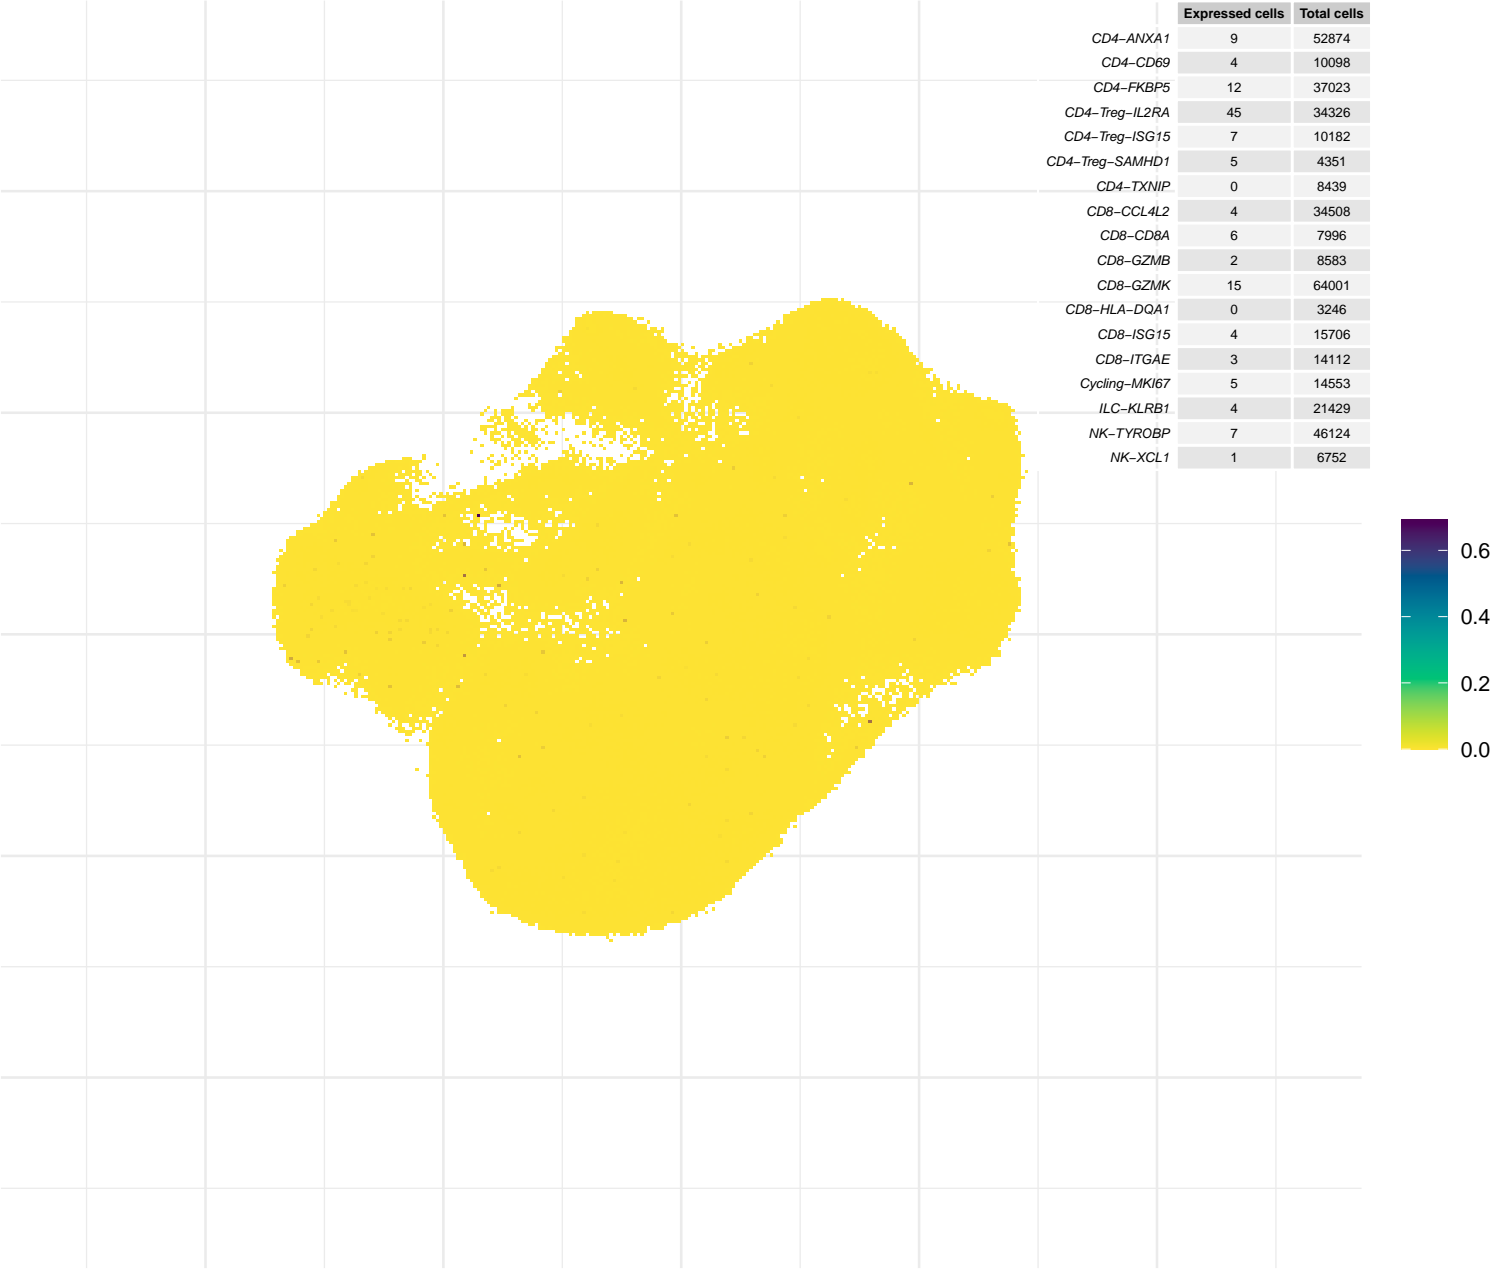 Expressed cells Total cells
CD4−ANXA1 9 52874
CD4−CD69 4 10098
CD4−FKBP5 12 37023
CD4−Treg−IL2RA 45 34326
CD4−Treg−ISG15 7 10182
CD4−Treg−SAMHD1 5 4351
CD4−TXNIP 0 8439
CD8−CCL4L2 4 34508
CD8−CD8A 6 7996
CD8−GZMB 2 8583
CD8−GZMK 15 64001
CD8−HLA−DQA1 0 3246
CD8−ISG15 4 15706
CD8−ITGAE 3 14112
Cycling−MKI67 5 14553
ILC−KLRB1 4 21429
NK−TYROBP 7 46124
NK−XCL1 1 6752
0.6
0.4
0.2
0.0